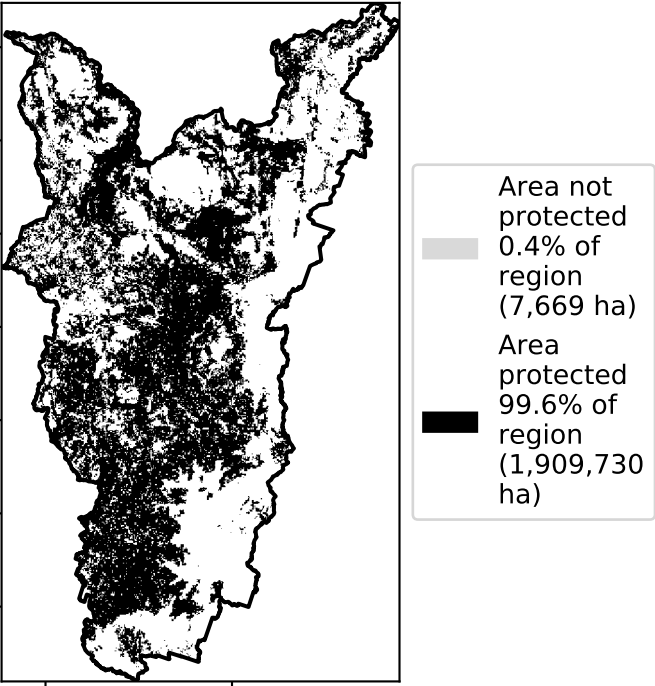 Area not
protected
0.4% of
region
(7,669 ha)
Area
protected
99.6% of
region
(1,909,730
ha)